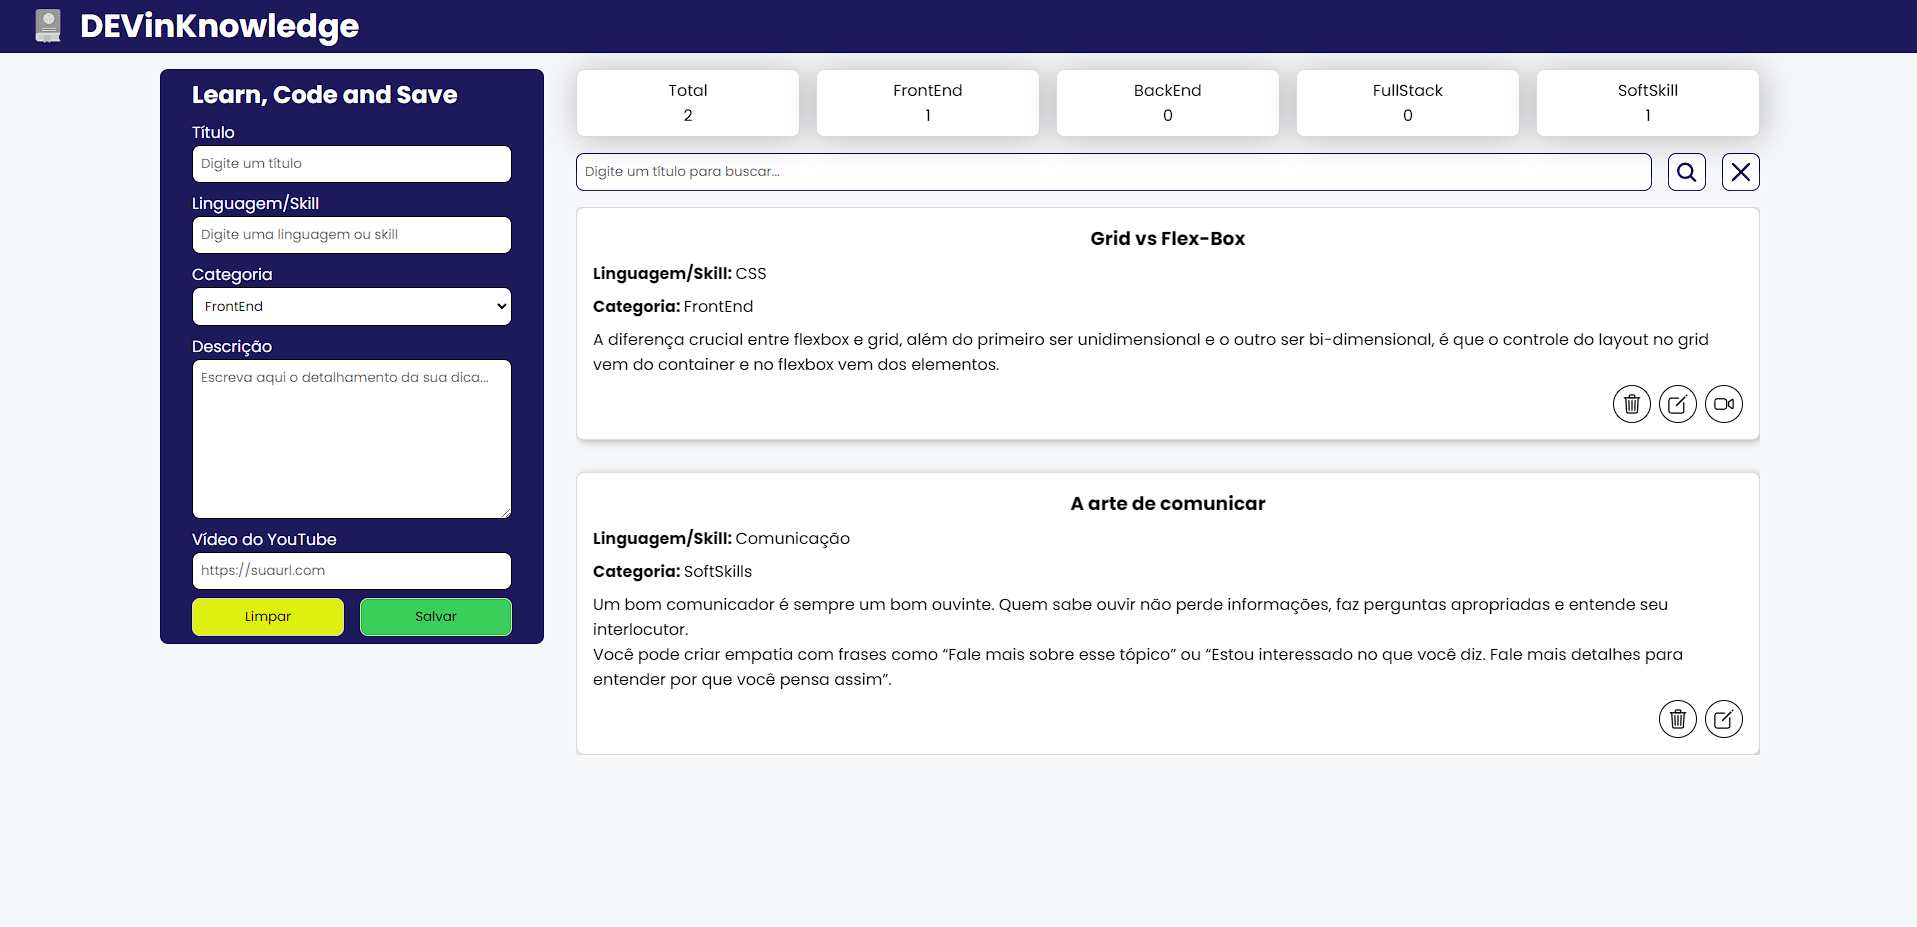 DEVinKnowledge
Learn, Code and Save
Título
Digite um título
Linguagem/Skill
Digite uma linguagem ou skill
Categoria
FrontEnd
Descrição
Escreva aqui o detalhamento da sua dica...
Vídeo do YouTube
https://suaurl.com
Limpar
Salvar
Total
2
FrontEnd
1
BackEnd
0
FullStack
0
SoftSkill
1
Digite um título para buscar...
Grid vs Flex-Box
Linguagem/Skill: CSS
Categoria: FrontEnd
A diferença crucial entre flexbox e grid, além do primeiro ser unidimensional e o outro ser bi-dimensional, é que o controle do layout no grid
vem do container e no flexbox vem dos elementos.
A arte de comunicar
Linguagem/Skill: Comunicação
Categoria: SoftSkills
Um bom comunicador é sempre um bom ouvinte. Quem sabe ouvir não perde informações, faz perguntas apropriadas e entende seu
interlocutor.
Você pode criar empatia com frases como “Fale mais sobre esse tópico” ou “Estou interessado no que você diz. Fale mais detalhes para
entender por que você pensa assim”.